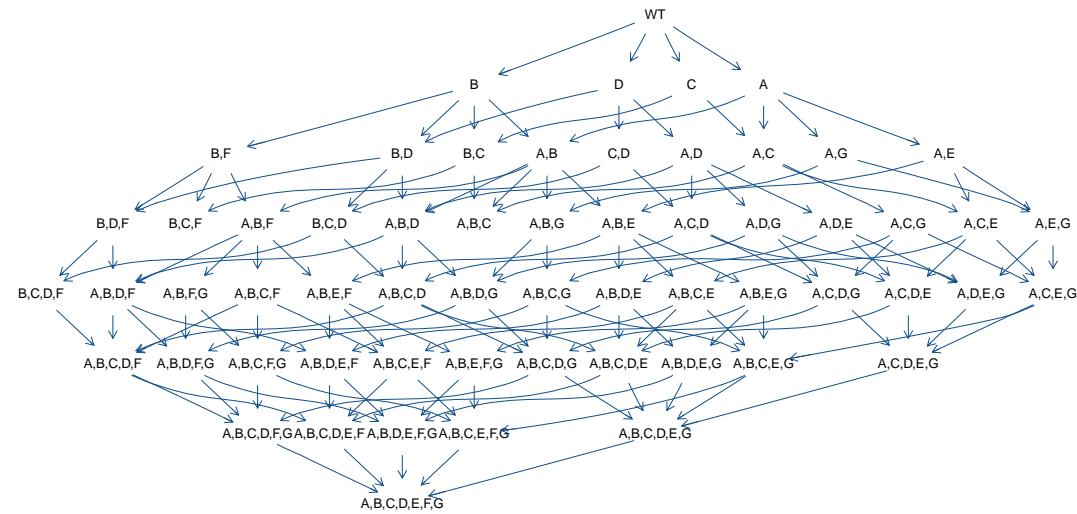 WT
B D C A
B,F B,D B,C A,B C,D A,D A,C A,G A,E
B,D,F B,C,F A,B,F B,C,D A,B,D A,B,C A,B,G A,B,E A,C,D A,D,G A,D,E A,C,G A,C,E A,E,G
B,C,D,F A,B,D,F A,B,F,G A,B,C,F A,B,E,F A,B,C,D A,B,D,G A,B,C,G A,B,D,E A,B,C,E A,B,E,G A,C,D,G A,C,D,E A,D,E,G A,C,E,G
A,B,C,D,F A,B,D,F,G A,B,C,F,G A,B,D,E,F A,B,C,E,F A,B,E,F,G A,B,C,D,G A,B,C,D,E A,B,D,E,G A,B,C,E,G A,C,D,E,G
A,B,C,D,F,G A,B,C,D,E,F A,B,D,E,F,G A,B,C,E,F,G A,B,C,D,E,G
A,B,C,D,E,F,G